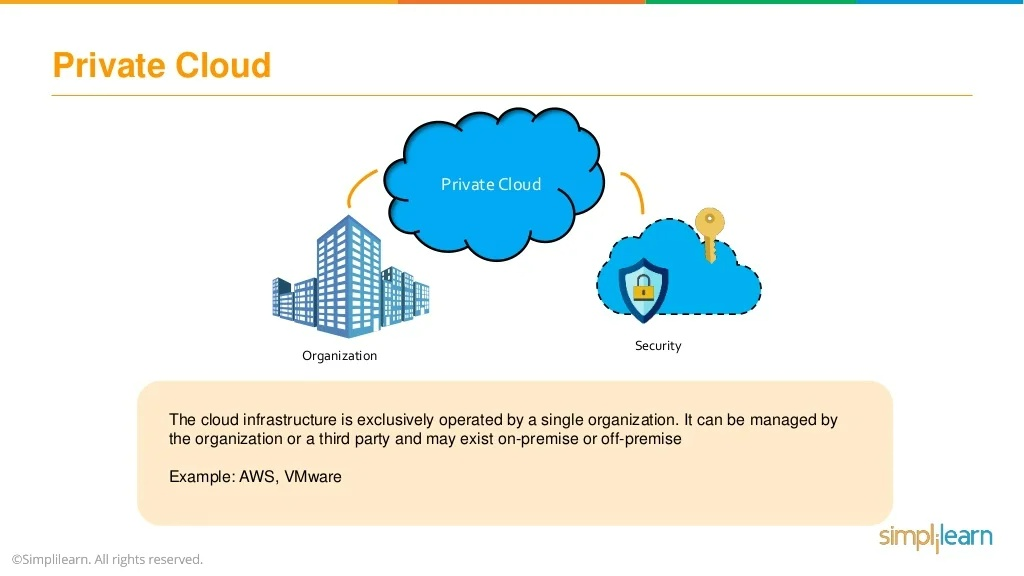 Private Cloud
Private Cloud
Organization
Security
The cloud infrastructure is exclusively operated by a single organization. It can be managed by
the organization or a third party and may exist on-premise or off-premise
Example: AWS, VMware
simplilearn
©Simplilearn. All rights reserved.